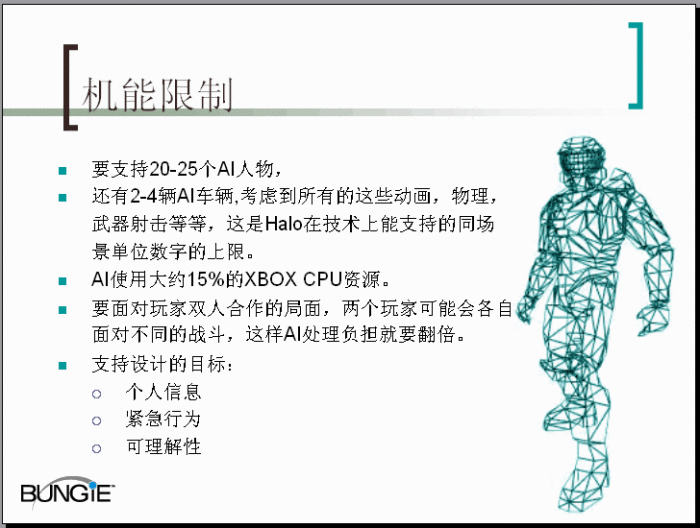 机能限制
要支持20-25个AI人物，
还有2-4辆AI车辆,考虑到所有的这些动画，物理，
武器射击等等，这是Halo在技术上能支持的同场
景单位数字的上限。
AI使用大约15%的XBOX CPU资源。
要面对玩家双人合作的局面，两个玩家可能会各自
面对不同的战斗，这样AI处理负担就要翻倍。
支持设计的目标：
个人信息
紧急行为
可理解性
BUNGiE™